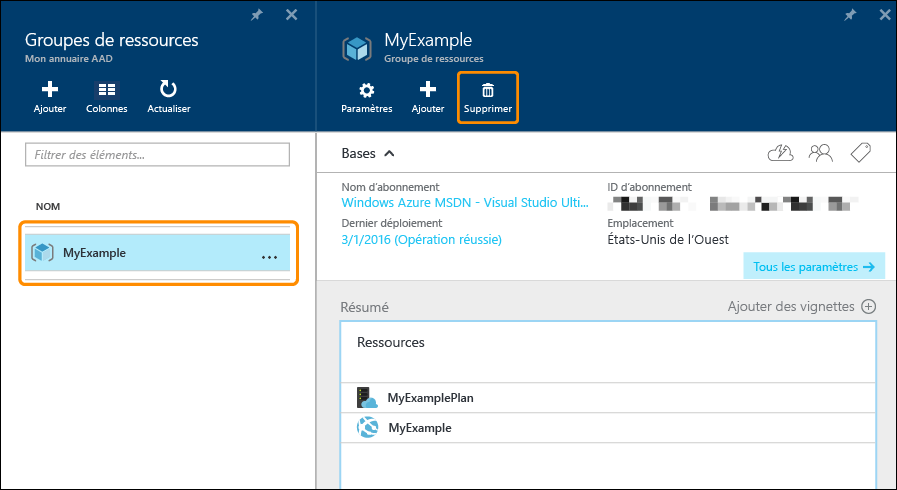 Groupes de ressources
Mon annuaire AAD
Ajouter
Colonnes
Actualiser
Filtrer des éléments...
NOM
MyExample
...
MyExample
Groupe de ressources
Paramètres
Ajouter
Supprimer
Bases
Nom d'abonnement
Windows Azure MSDN - Visual Studio Ulti...
Dernier déploiement
3/1/2016 (Opération réussie)
ID d'abonnement
Emplacement
États-Unis de l'Ouest
Tous les paramètres →
Résumé
Ajouter des vignettes
Ressources
MyExamplePlan
MyExample